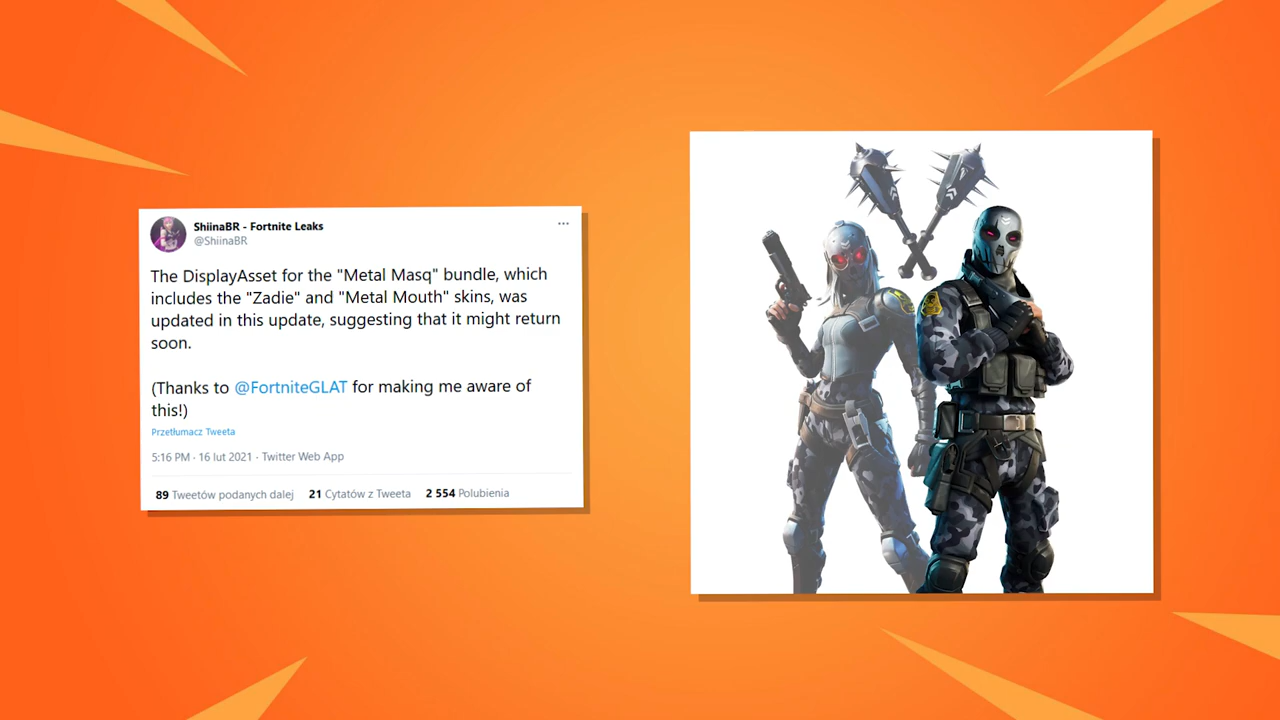 ShiinaBR - Fortnite Leaks
@ShiinaBR
The DisplayAsset for the "Metal Masq" bundle, which
includes the "Zadie" and "Metal Mouth" skins, was
updated in this update, suggesting that it might return
soon.
(Thanks to @FortniteGLAT for making me aware of
this!)
Przetłumacz Tweeta
5:16 PM · 16 lut 2021 · Twitter Web App
89 Tweetów podanych dalej 21 Cytatów z Tweeta 2 554 Polubienia